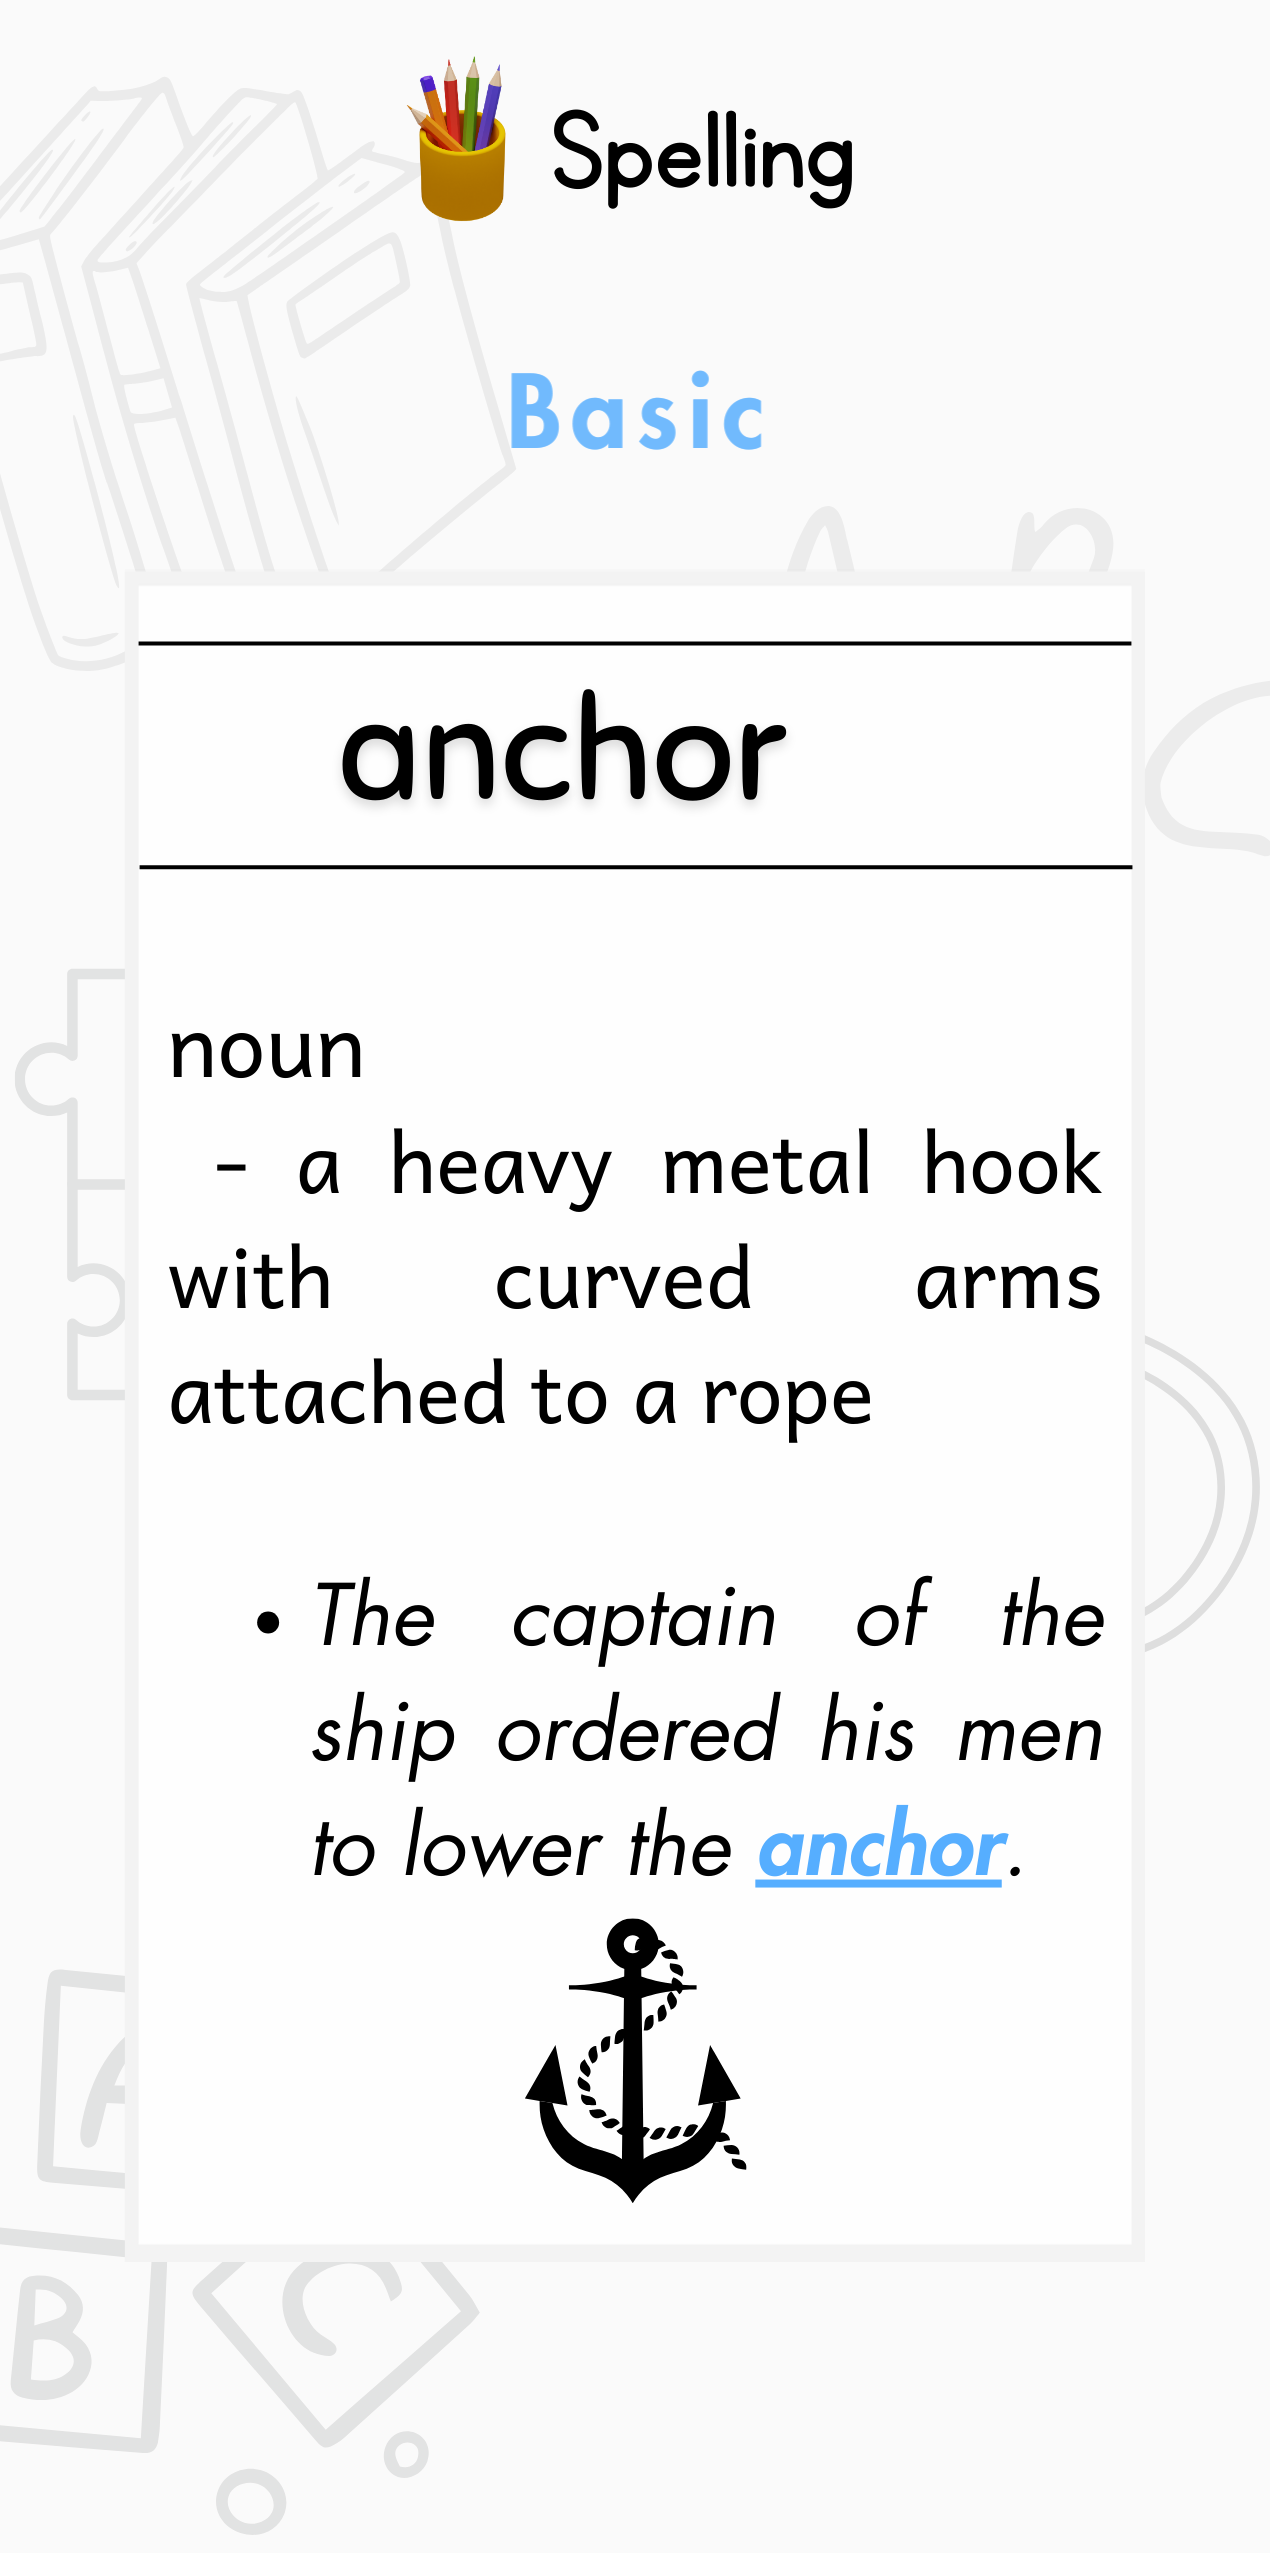 Spelling
Basic
anchor
noun
- a heavy metal hook
with curved arms
attached to a rope
• The captain of the
ship ordered his men
to lower the anchor.
A
B
C